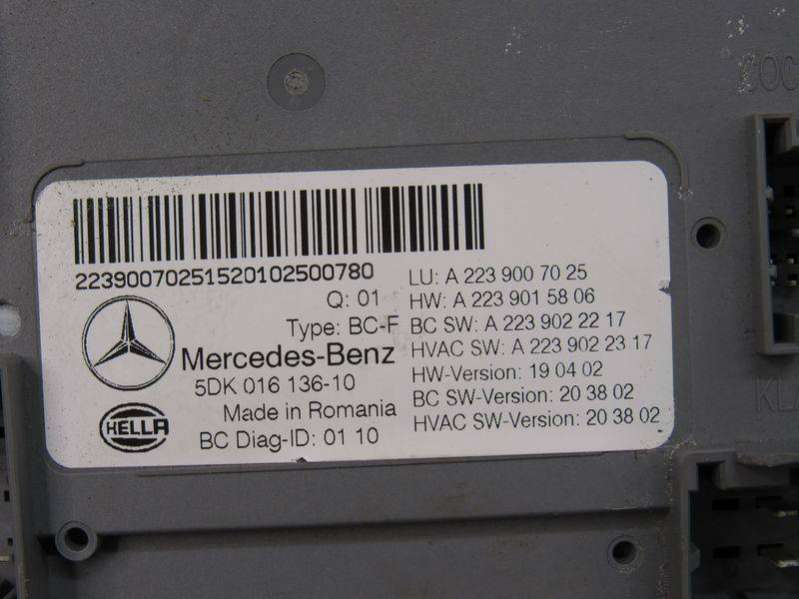 22390070251520102500780
Q: 01
Type: BC-F
Mercedes-Benz
5DK 016 136-10
Made in Romania
BC Diag-ID: 01 10
HELLA
LU: A 223 900 70 25
HW: A 223 901 58 06
BC SW: A 223 902 22 17
HVAC SW: A 223 902 23 17
HW-Version: 19 04 02
BC SW-Version: 20 38 02
HVAC SW-Version: 20 38 02